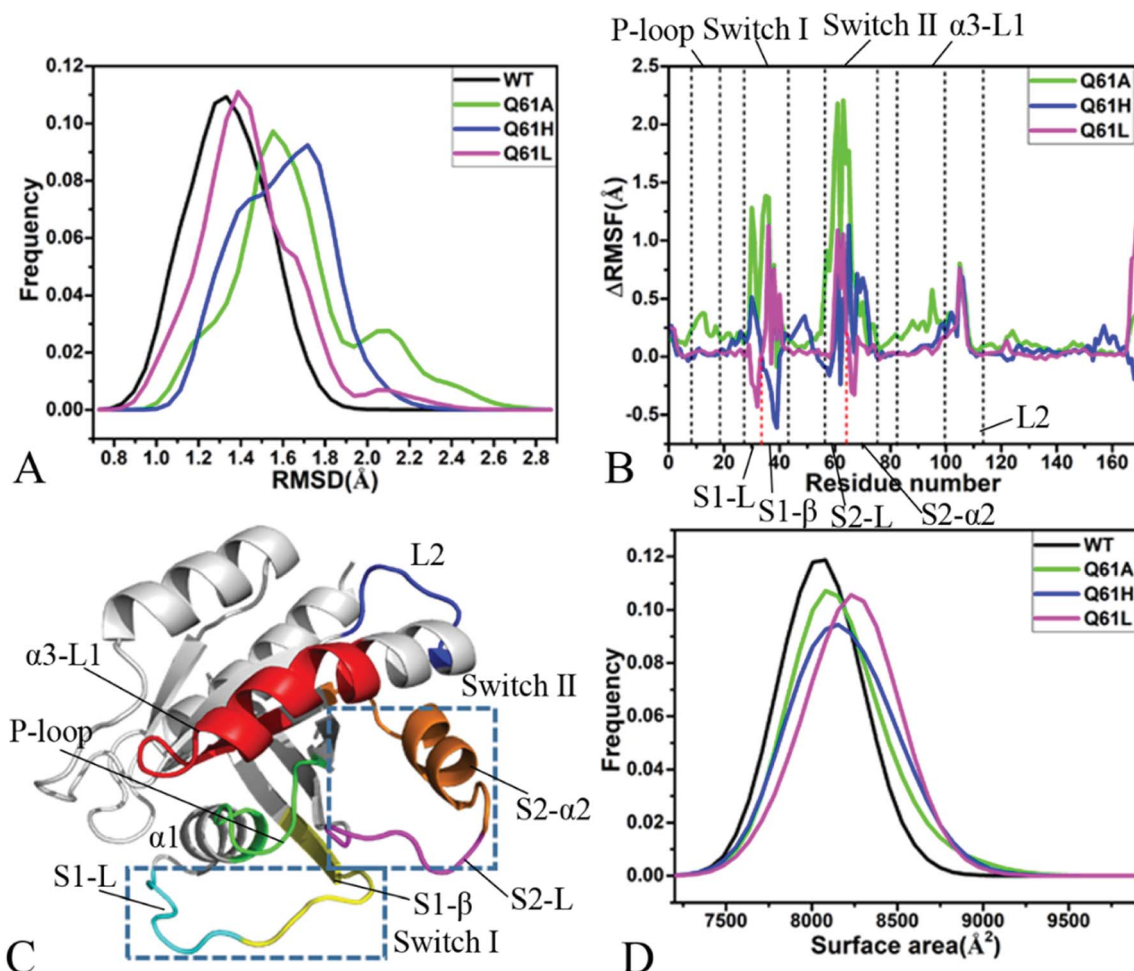 A
0.12
0.10
0.08
0.06
0.04
0.02
0.00
Frequency
0.8 1.0 1.2 1.4 1.6 1.8 2.0 2.2 2.4 2.6 2.8
RMSD(Å)
WT
Q61A
Q61H
Q61L
B
P-loop Switch I Switch II α3-L1
2.5
2.0
1.5
1.0
0.5
0.0
-0.5
ΔRMSF(Å)
Q61A
Q61H
Q61L
L2
0 20 40 60 80 100 120 140 160
Residue number
S1-L S1-β S2-L S2-α2
C
L2
α3-L1
Switch II
P-loop
S2-α2
α1
S1-L
S1-β
S2-L
Switch I
D
0.12
0.10
0.08
0.06
0.04
0.02
0.00
Frequency
WT
Q61A
Q61H
Q61L
7500 8000 8500 9000 9500
Surface area(Å²)